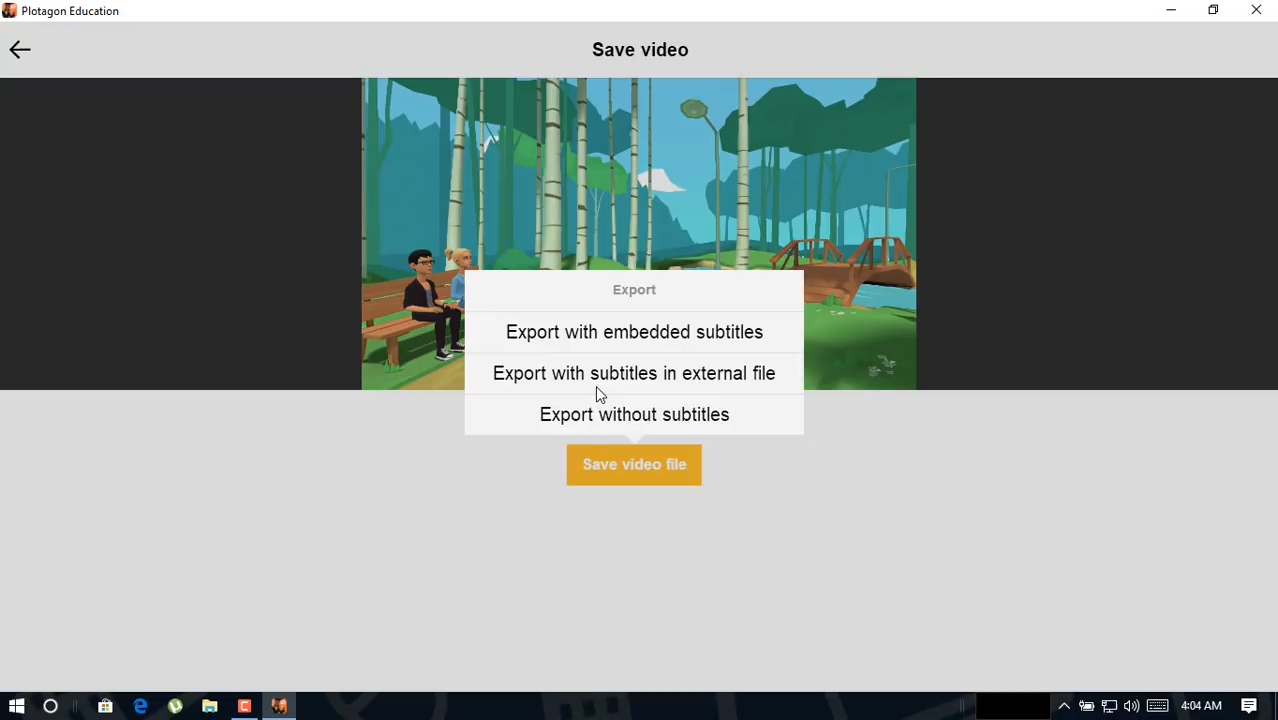 Plotagon Education
Save video
Export
Export with embedded subtitles
Export with subtitles in external file
Export without subtitles
Save video file
4:04 AM